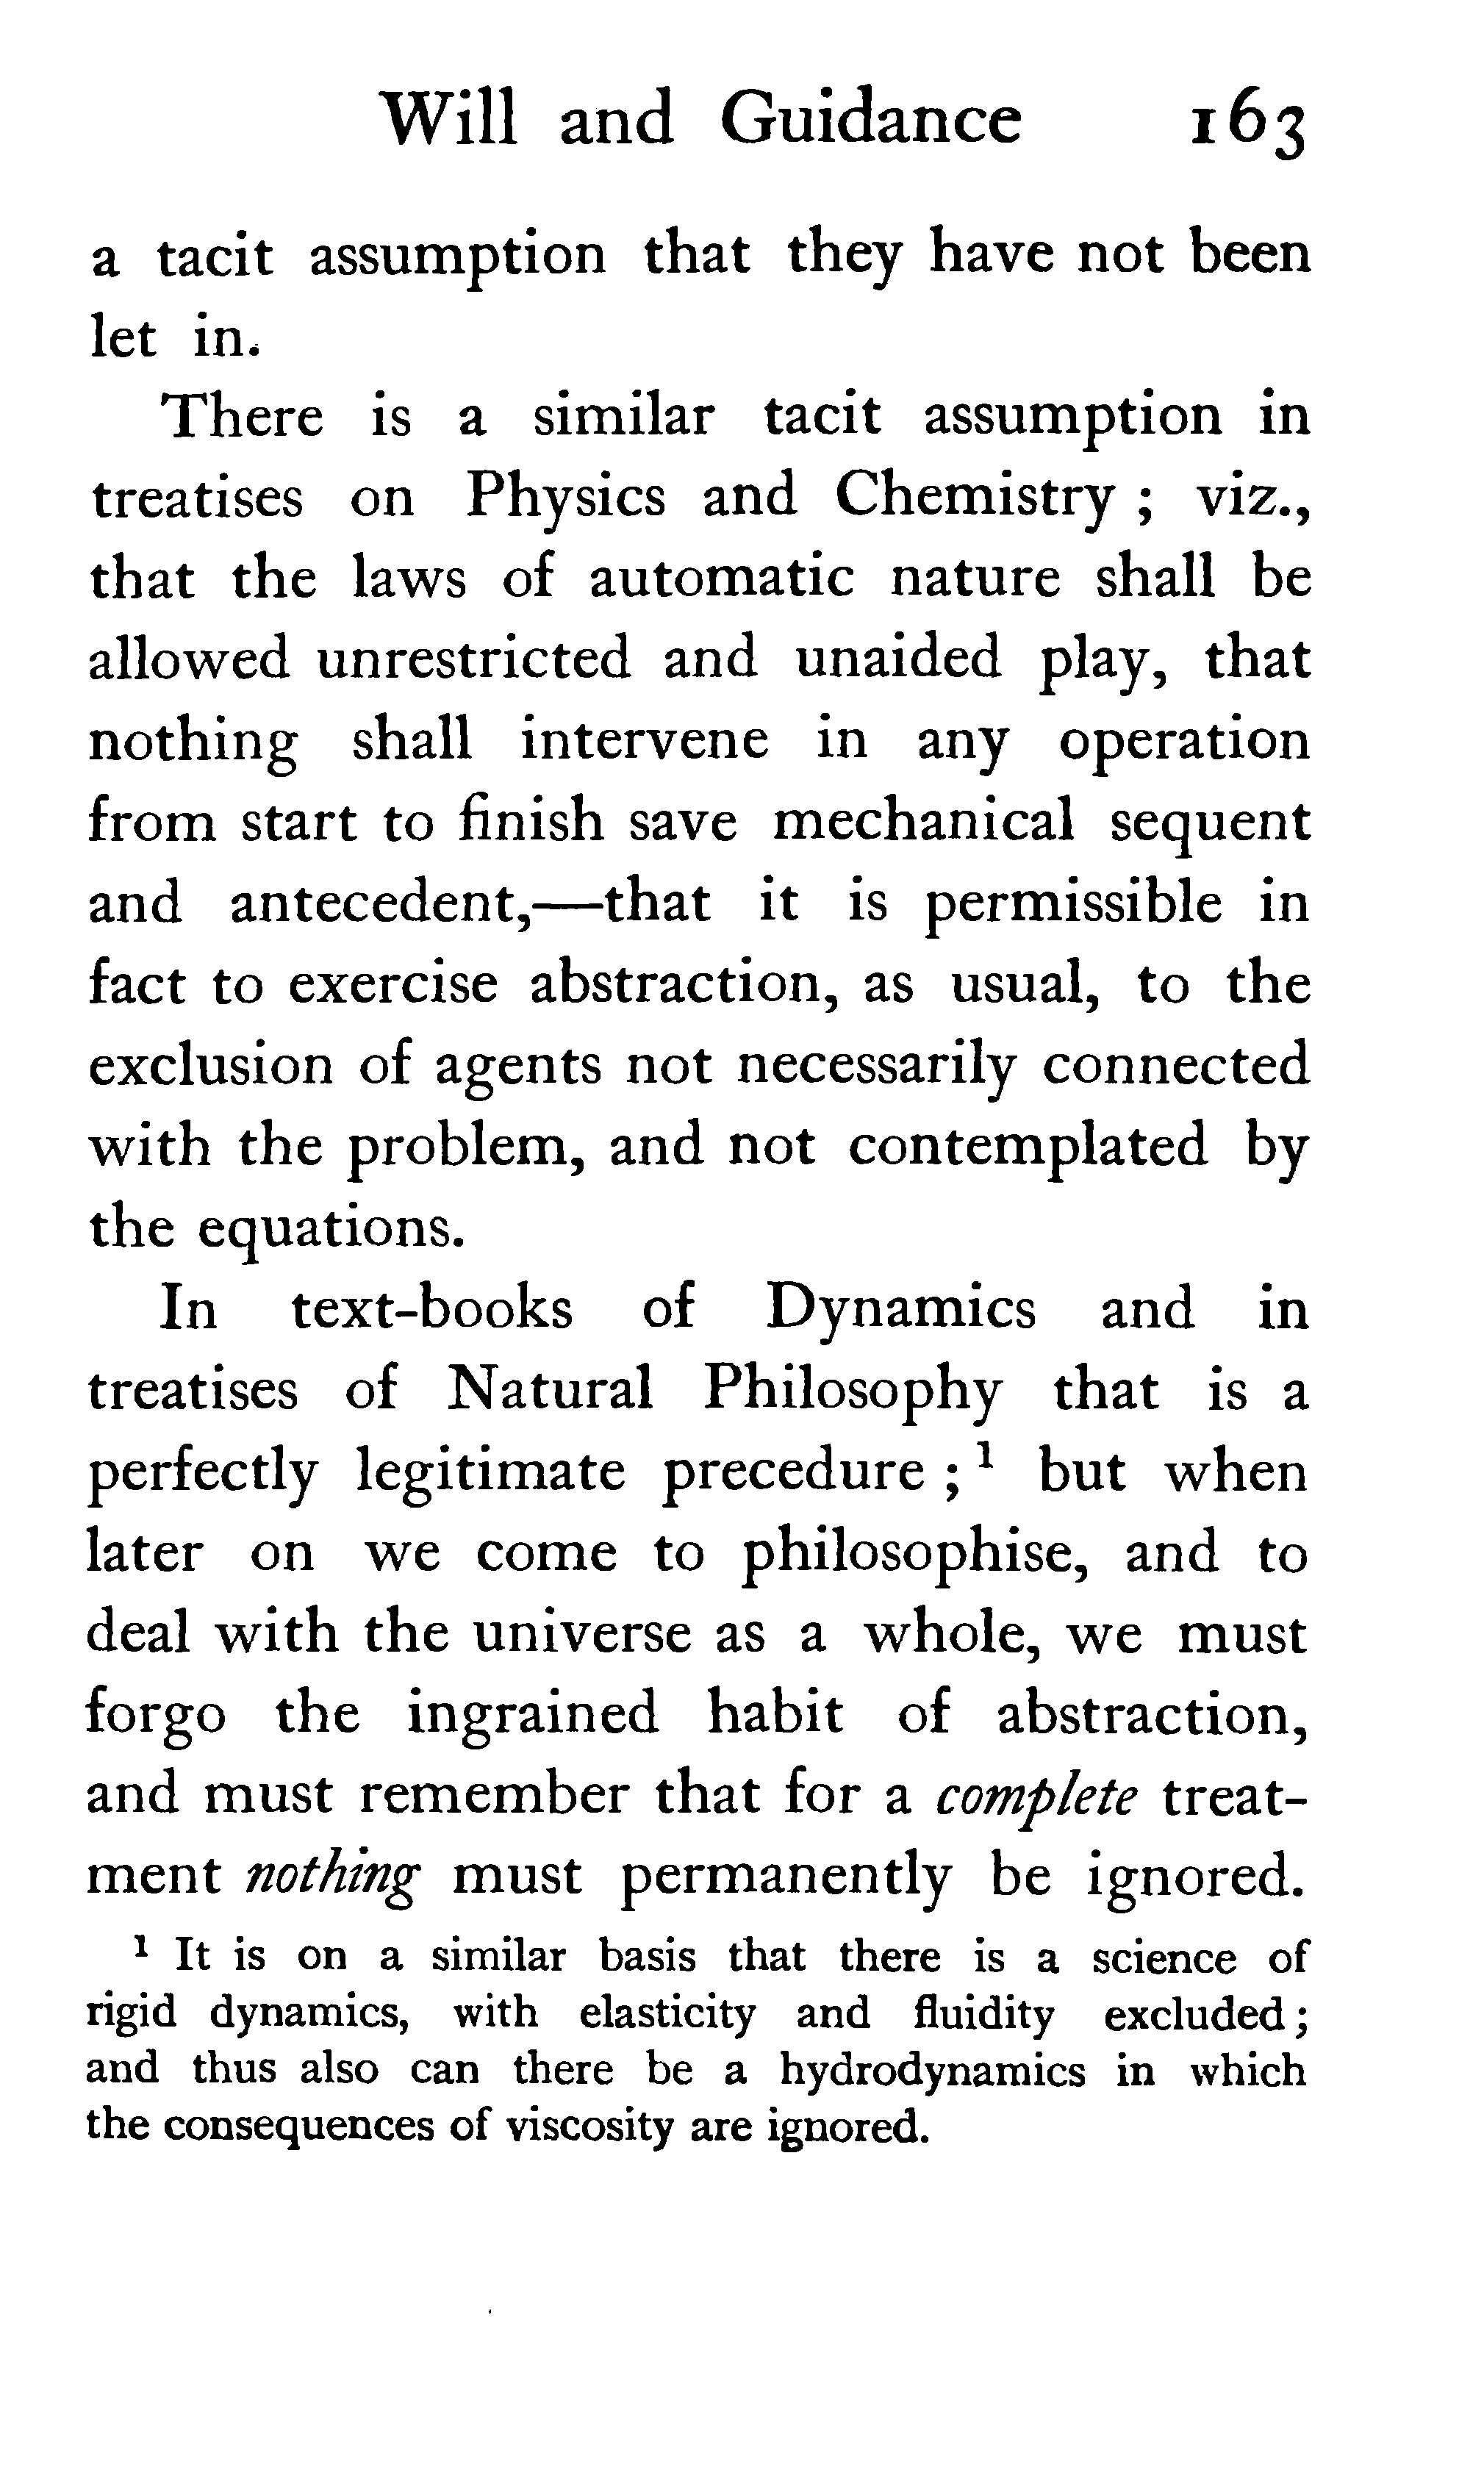 Will and Guidance 163
a tacit assumption that they have not been
let in.
There is a similar tacit assumption in
treatises on Physics and Chemistry ; viz.,
that the laws of automatic nature shall be
allowed unrestricted and unaided play, that
nothing shall intervene in any operation
from start to finish save mechanical sequent
and antecedent,—that it is permissible in
fact to exercise abstraction, as usual, to the
exclusion of agents not necessarily connected
with the problem, and not contemplated by
the equations.
In text-books of Dynamics and in
treatises of Natural Philosophy that is a
perfectly legitimate precedure ;¹ but when
later on we come to philosophise, and to
deal with the universe as a whole, we must
forgo the ingrained habit of abstraction,
and must remember that for a complete treat-
ment nothing must permanently be ignored.
¹ It is on a similar basis that there is a science of
rigid dynamics, with elasticity and fluidity excluded ;
and thus also can there be a hydrodynamics in which
the consequences of viscosity are ignored.